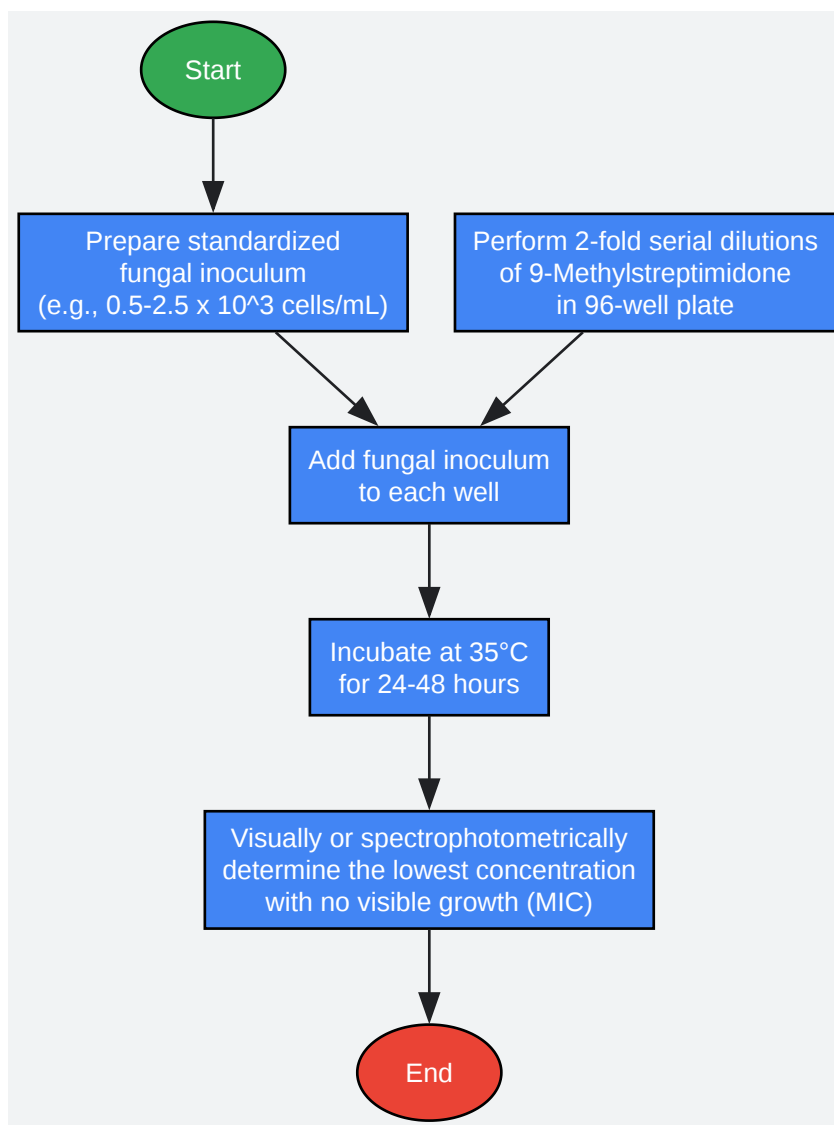 Start
Prepare standardized
fungal inoculum
(e.g., 0.5-2.5 x 10^3 cells/mL)
Perform 2-fold serial dilutions
of 9-Methylstreptimidone
in 96-well plate
Add fungal inoculum
to each well
Incubate at 35°C
for 24-48 hours
Visually or spectrophotometrically
determine the lowest concentration
with no visible growth (MIC)
End